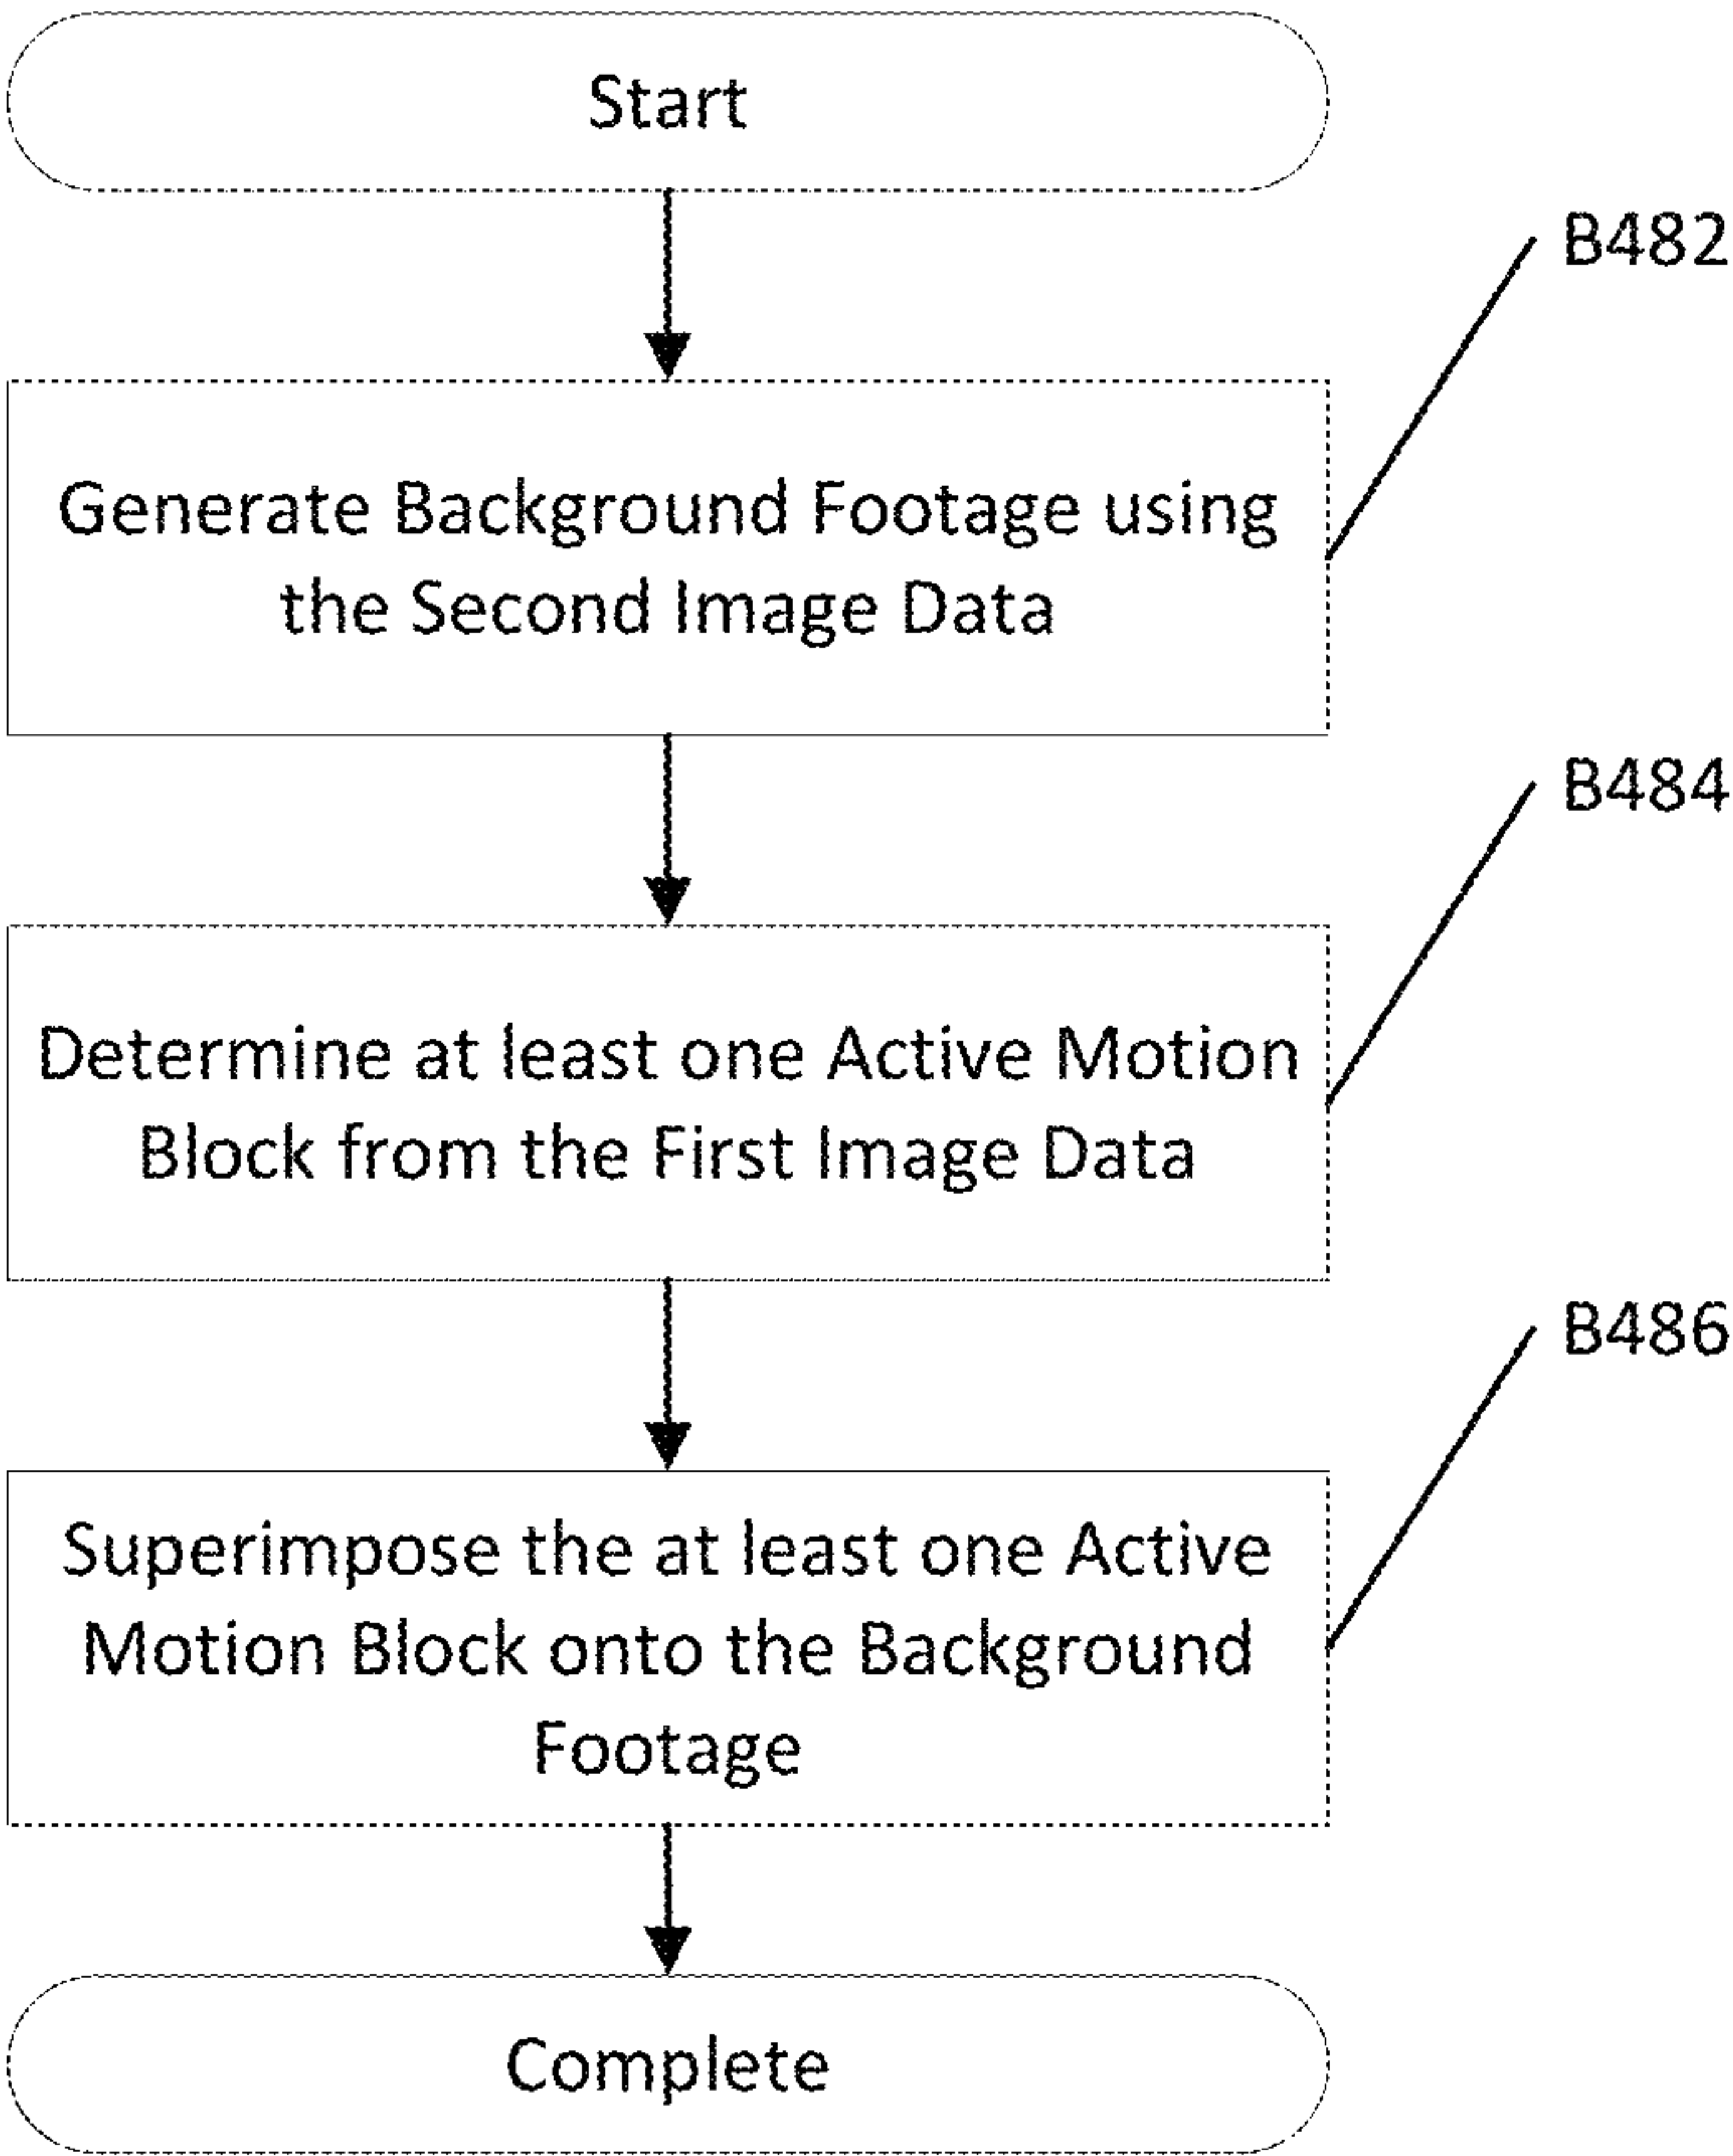 Start
B482
Generate Background Footage using
the Second Image Data
B484
Determine at least one Active Motion
Block from the First Image Data
B486
Superimpose the at least one Active
Motion Block onto the Background
Footage
Complete